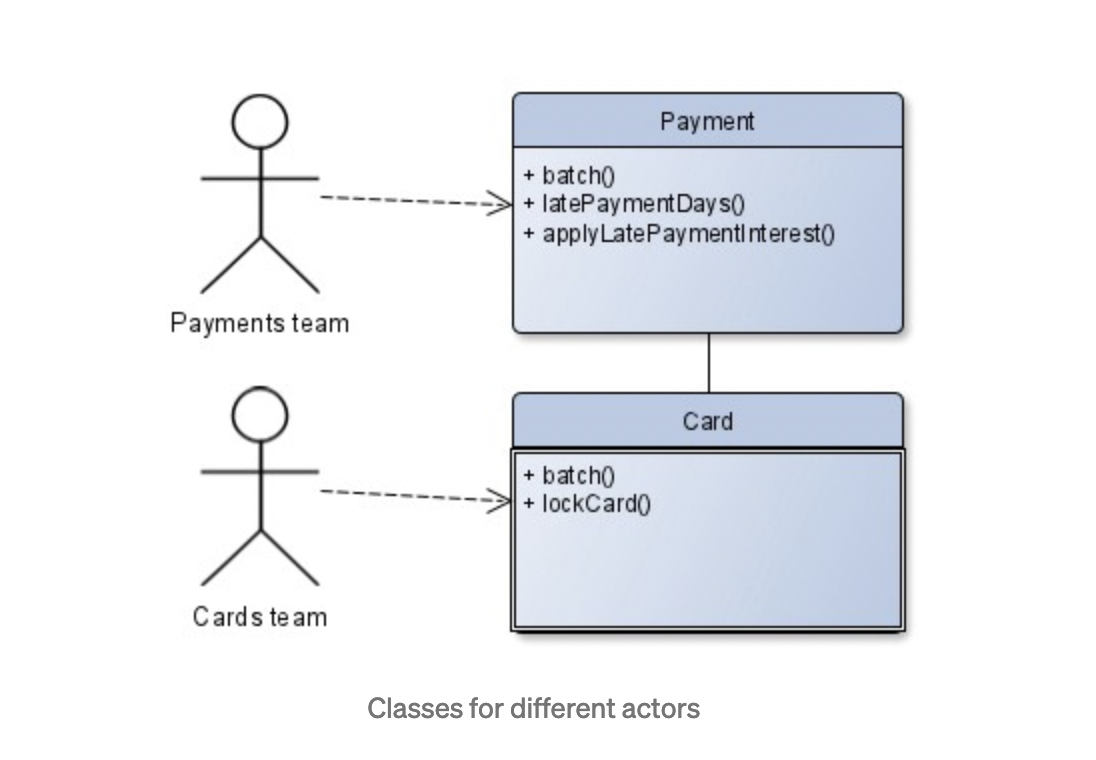 Payment
+ batch()
+ latePaymentDays()
+ applyLatePaymentInterest()
Payments team
Card
+ batch()
+ lockCard()
Cards team
Classes for different actors